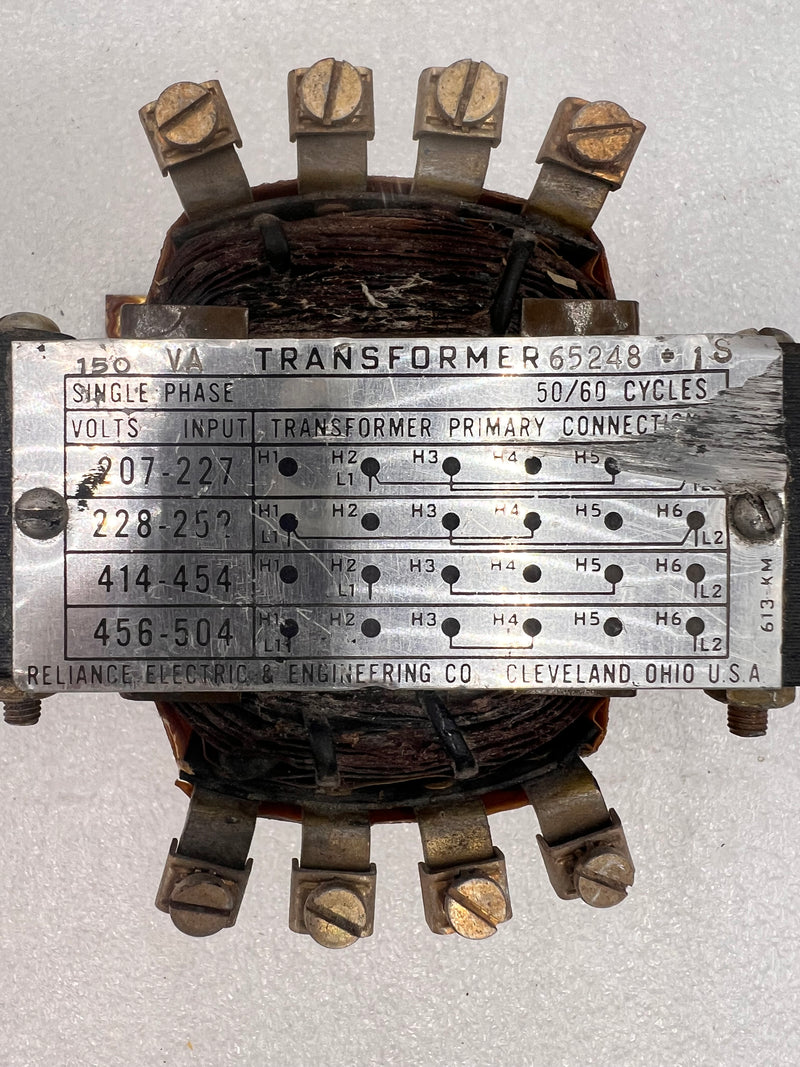 150 VA TRANSFORMER 65248-1S
SINGLE PHASE 50/60 CYCLES
VOLTS INPUT TRANSFORMER PRIMARY
207-227 H1 H2 H3 H4 H5
L1
228-252 H1 H2 H3 H4 H5 H6
L1 L2
414-454 H1 H2 H3 H4 H5 H6
L1 L2
456-504 H1 H2 H3 H4 H5 H6
L1 L2
RELIANCE ELECTRIC & ENGINEERING CO CLEVELAND, OHIO U.S.A
613-KM